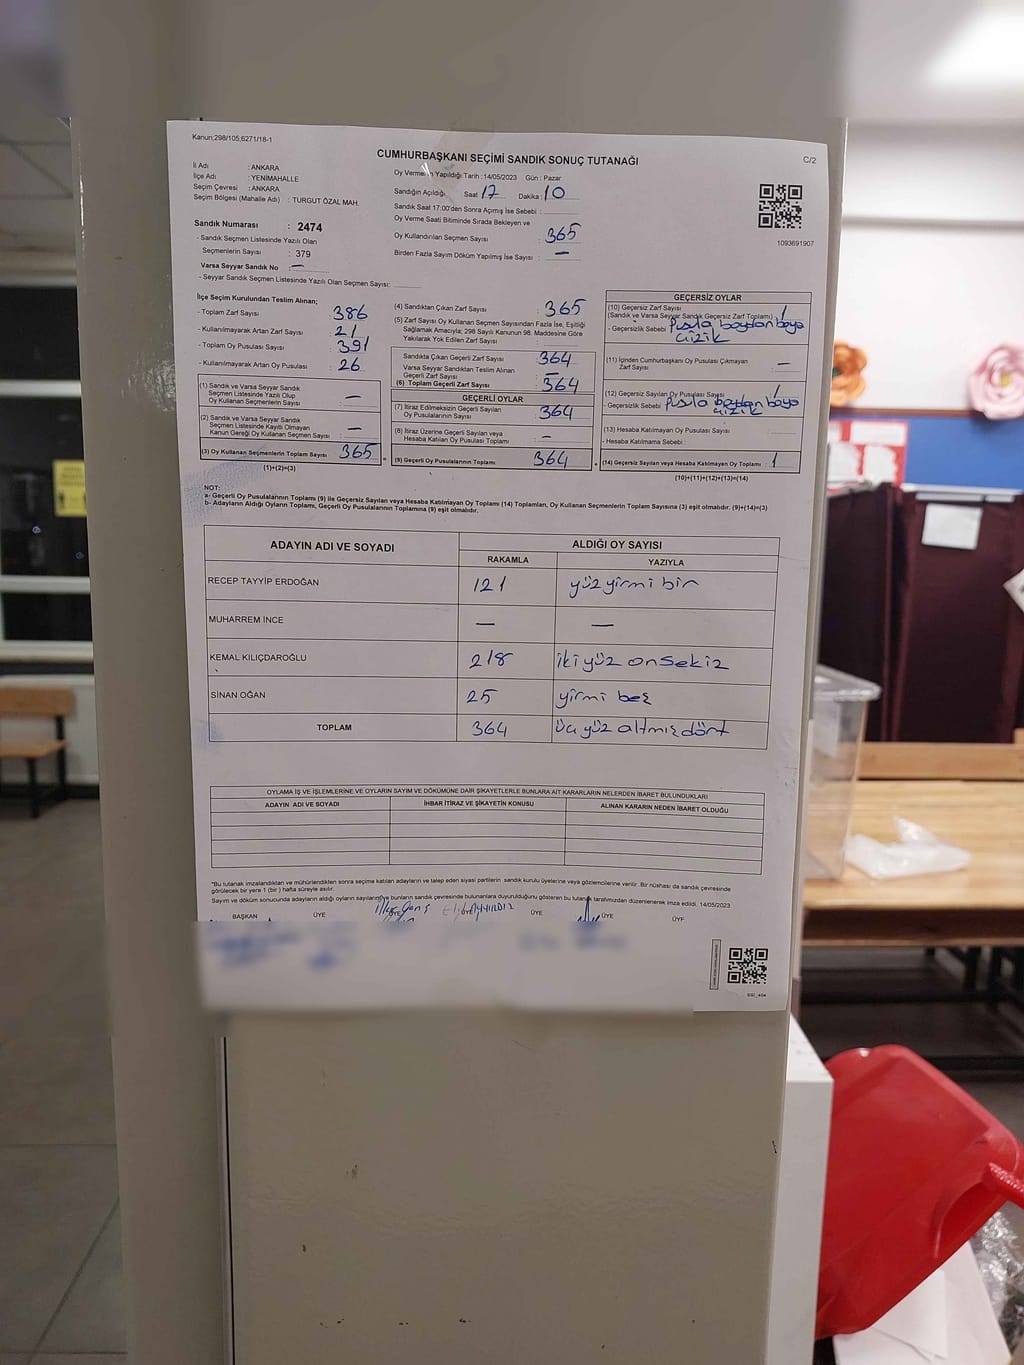 Kanun;298/105;6271/18-1
CUMHURBAŞKANI SEÇİMİ SANDIK SONUÇ TUTANAĞI
C/2
İl Adı : ANKARA
İlçe Adı : YENİMAHALLE
Seçim Çevresi : ANKARA
Seçim Bölgesi (Mahalle Adı) : TURGUT ÖZAL MAH.
Oy Vermenin Yapıldığı Tarih :14/05/2023 Gün : Pazar
Sandığın Açıldığı Saat 17 Dakika : 10
Sandık Saat 17:00'den Sonra Açımış İse Sebebi :
Oy Verme Saati Bitiminde Sırada Bekleyen ve
Oy Kullandırılan Seçmen Sayısı : 365
Birden Fazla Sayım Döküm Yapılmış İse Sayısı : —
1093691907
Sandık Numarası : 2474
- Sandık Seçmen Listesinde Yazılı Olan
Seçmenlerin Sayısı : 379
Varsa Seyyar Sandık No : —
- Seyyar Sandık Seçmen Listesinde Yazılı Olan Seçmen Sayısı:
İlçe Seçim Kurulundan Teslim Alınan;
- Toplam Zarf Sayısı : 386
- Kullanılmayarak Artan Zarf Sayısı : 21
- Toplam Oy Pusulası Sayısı : 391
- Kullanılmayarak Artan Oy Pusulası : 26
(1) Sandık ve Varsa Seyyar Sandık
Seçmen Listesinde Yazılı Olup
Oy Kullanan Seçmenlerin Sayısı : —
(2) Sandık ve Varsa Seyyar Sandık
Seçmen Listesinde Kayıtlı Olmayan
Kanun Gereği Oy Kullanan Seçmen Sayısı : —
(3) Oy Kullanan Seçmenlerin Toplam Sayısı : 365
(1)+(2)=(3)
(4) Sandıktan Çıkan Zarf Sayısı : 365
(5) Zarf Sayısı Oy Kullanan Seçmen Sayısından Fazla İse, Eşitliği
Sağlamak Amacıyla; 298 Sayılı Kanunun 98. Maddesine Göre
Yakılarak Yok Edilen Zarf Sayısı :
Sandıkta Çıkan Geçerli Zarf Sayısı : 364
Varsa Seyyar Sandıktan Teslim Alınan
Geçerli Zarf Sayısı : —
(6) Toplam Geçerli Zarf Sayısı : 364
GEÇERLİ OYLAR
(7) İtiraz Edilmeksizin Geçerli Sayılan
Oy Pusulalarının Sayısı : 364
(8) İtiraz Üzerine Geçerli Sayılan ve
Hesaba Katılan Oy Pusulası Toplamı : —
(9) Geçerli Oy Pusulalarının Toplamı : 364
GEÇERSİZ OYLAR
(10) Geçersiz Zarf Sayısı
(Sandık ve Varsa Seyyar Sandık Geçersiz Zarf Toplamı) : 1
- Geçersizlik Sebebi : Pusula boydan boya
çizik
(11) İçinden Cumhurbaşkanı Oy Pusulası Çıkmayan
Zarf Sayısı : —
(12) Geçersiz Sayılan Oy Pusulası Sayısı : 1
- Geçersizlik Sebebi : Pusula boydan boya
çizik
(13) Hesaba Katılmayan Oy Pusulası Sayısı :
- Hesaba Katılmama Sebebi :
(14) Geçersiz Sayılan veya Hesaba Katılmayan Oy Toplamı : 1
(10)+(11)+(12)+(13)=(14)
NOT:
a- Geçerli Oy Pusulalarının Toplamı (9) ile Geçersiz Sayılan veya Hesaba Katılmayan Oy Toplamı (14) Toplamları, Oy Kullanan Seçmenlerin Toplam Sayısına (3) eşit olmalıdır. (9)+(14)=(3)
b- Adayların Aldığı Oyların Toplamı, Geçerli Oy Pusulalarının Toplamına (9) eşit olmalıdır.
ADAYIN ADI VE SOYADI ALDIĞI OY SAYISI
RAKAMLA YAZIYLA
RECEP TAYYİP ERDOĞAN 121 yüz yirmi bir
MUHARREM İNCE — —
KEMAL KILIÇDAROĞLU 218 iki yüz onsekiz
SİNAN OĞAN 25 yirmi beş
TOPLAM 364 üç yüz altmış dört
OYLAMA İŞ VE İŞLEMLERİNE VE OYLARIN SAYIM VE DÖKÜMÜNE DAİR ŞİKAYETLERLE BUNLARA AİT KARARLARIN NELERDEN İBARET BULUNDUKLARI
ADAYIN ADI VE SOYADI İHBAR İTİRAZ VE ŞİKAYETİN KONUSU ALINAN KARARIN NEDEN İBARET OLDUĞU
"Bu tutanak imzalandıktan ve mühürlendikten sonra seçime katılan adayların ve talep eden siyasi partilerin sandık kurulu üyelerine veya gözlemcilerine verilir. Bir nüshası da sandık çevresinde
görülecek bir yere 1 (bir ) hafta süreyle asılır.
Sayım ve döküm sonucunda adayların aldığı oyların sayılarını ve bunların sandık çevresinde bulunanlara duyurulduğunu gösteren bu tutanak tarafımızdan düzenlenerek imza edildi. 14/05/2023
BAŞKAN ÜYE ÜYE ÜYE ÜYE ÜYE ÜYE